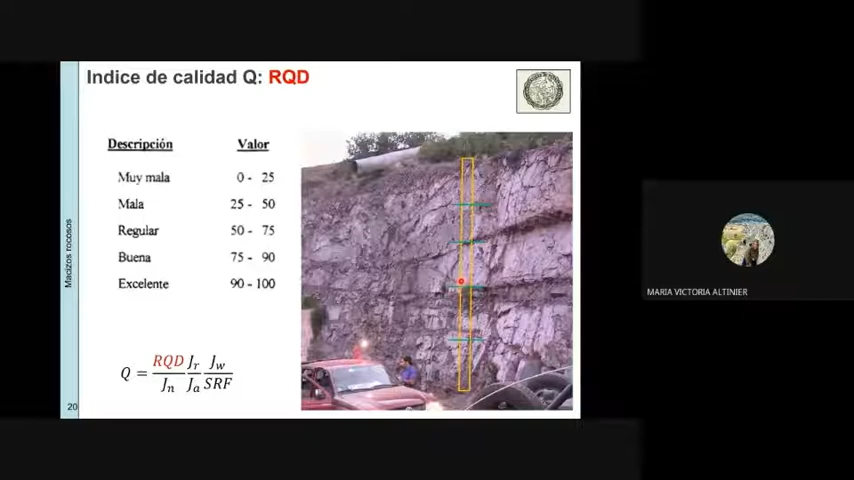 Indice de calidad Q: RQD
Descripción Valor
Muy mala 0 - 25
Mala 25 - 50
Regular 50 - 75
Buena 75 - 90
Excelente 90 - 100
Q = RQD/Jn Jr/Ja Jw/SRF
Macizos rocosos
20
MARIA VICTORIA ALTINIER